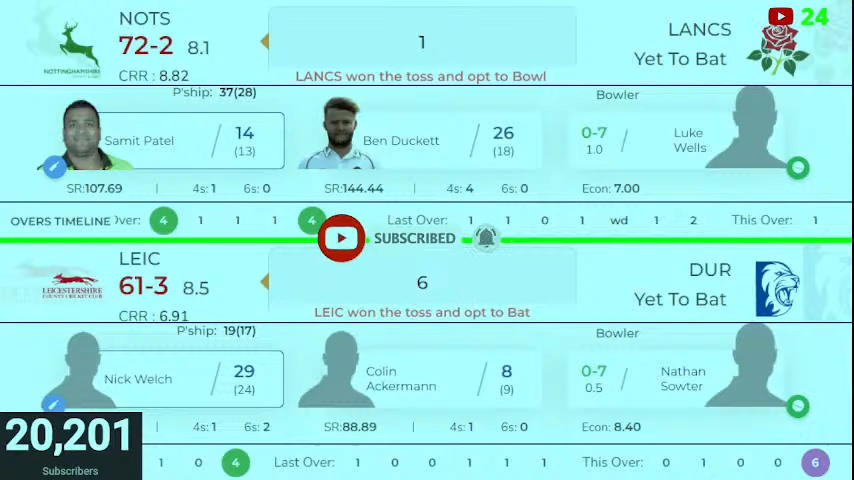 NOTS
72-2 8.1
CRR : 8.82
NOTTINGHAMSHIRE
1
LANCS won the toss and opt to Bowl
LANCS
Yet To Bat
24
P'ship: 37(28)
Samit Patel
14
(13)
Ben Duckett
26
(18)
Bowler
0-7
1.0
Luke
Wells
SR:107.69 | 4s: 1 6s: 0
SR:144.44 | 4s: 4 6s: 0
Econ: 7.00
OVERS TIMELINE Over: 4 1 1 1 4 Last Over: 1 1 0 1 wd 1 2 This Over: 1
SUBSCRIBED
LEIC
61-3 8.5
CRR : 6.91
LEICESTERSHIRE
COUNTY CRICKET CLUB
6
LEIC won the toss and opt to Bat
DUR
Yet To Bat
P'ship: 19(17)
Nick Welch
29
(24)
Colin
Ackermann
8
(9)
Bowler
0-7
0.5
Nathan
Sowter
| 4s: 1 6s: 2
SR:88.89 | 4s: 1 6s: 0
Econ: 8.40
20,201
Subscribers
1 0 4 Last Over: 1 0 0 1 1 1 This Over: 0 1 0 0 6